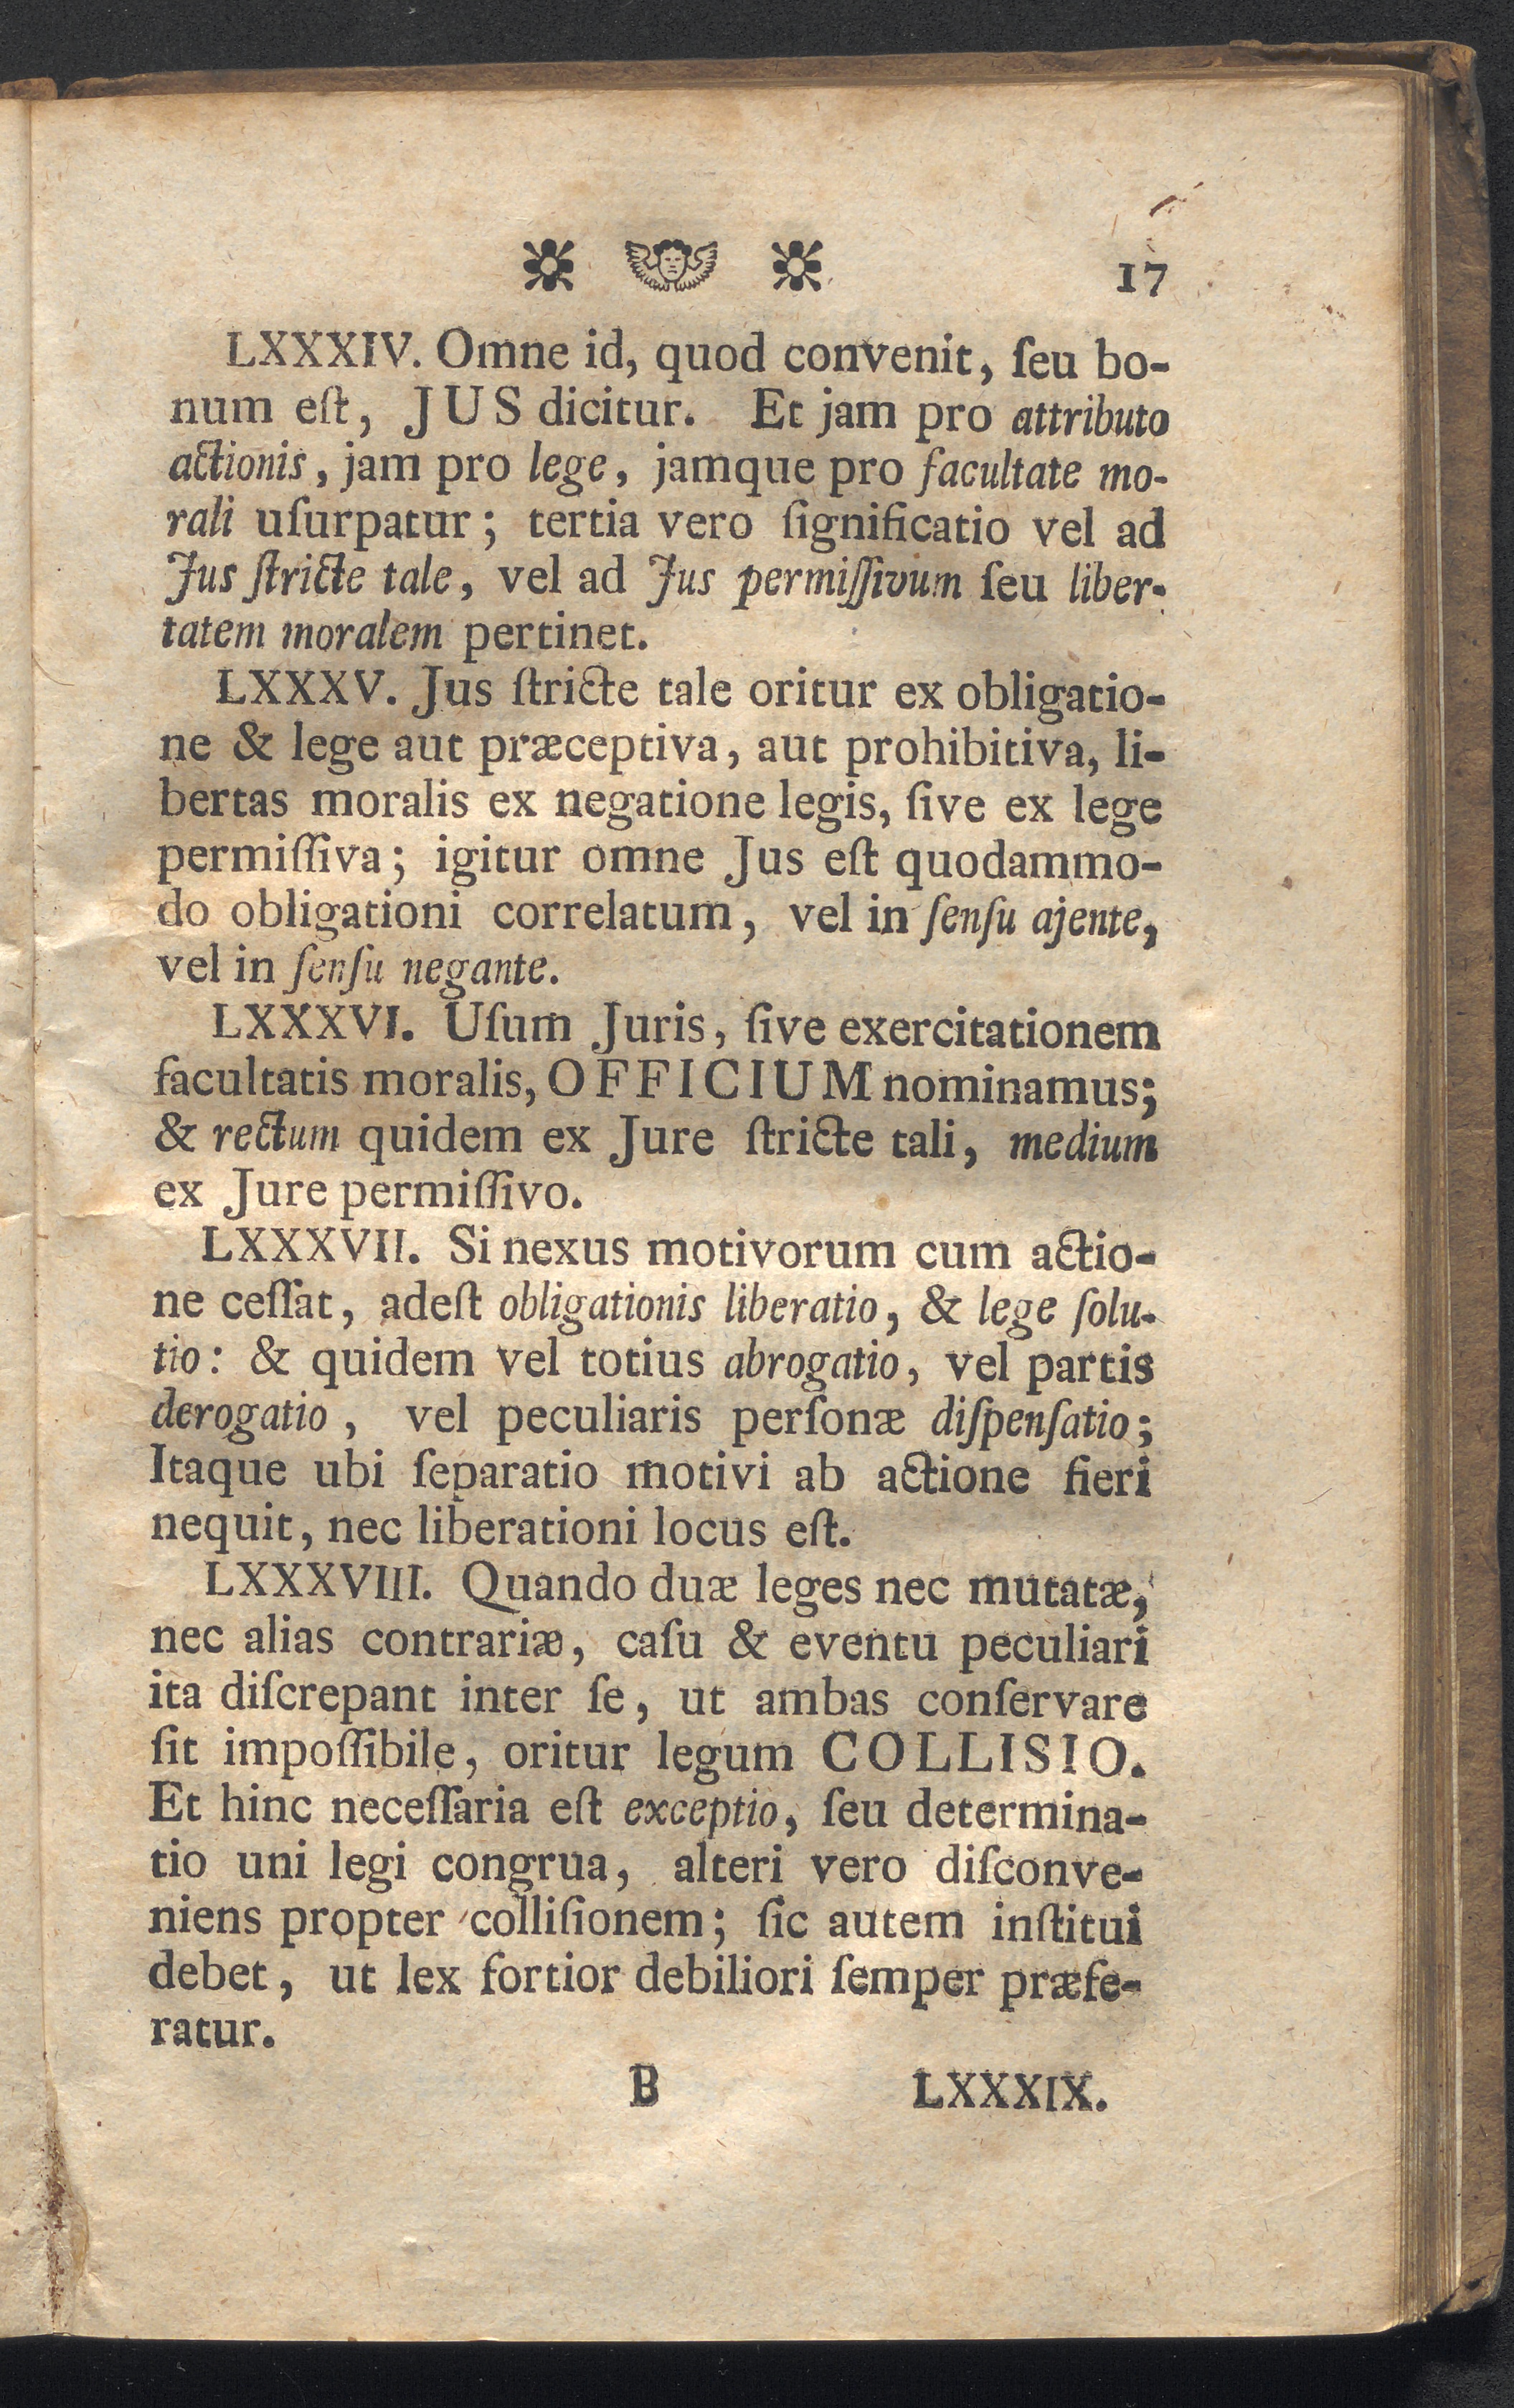 17
LXXXIV. Omne id, quod convenit, ſeu bo-
num eſt, JUS dicitur. Et jam pro attributo
actionis, jam pro lege, jamque pro facultate mo-
rali uſurpatur; tertia vero ſignificatio vel ad
Jus ſtricte tale, vel ad Jus permiſſivum ſeu liber-
tatem moralem pertinet.
LXXXV. Jus ſtricte tale oritur ex obligatio-
ne & lege aut præceptiva, aut prohibitiva, li-
bertas moralis ex negatione legis, ſive ex lege
permiſſiva; igitur omne Jus eſt quodammo-
do obligationi correlatum, vel in ſenſu ajente,
vel in ſenſu negante.
LXXXVI. Uſum Juris, ſive exercitationem
facultatis moralis, OFFICIUM nominamus;
& rectum quidem ex Jure ſtricte tali, medium
ex Jure permiſſivo.
LXXXVII. Si nexus motivorum cum actio-
ne ceſſat, adeſt obligationis liberatio, & lege ſolu-
tio: & quidem vel totius abrogatio, vel partis
derogatio, vel peculiaris perſonæ diſpenſatio;
Itaque ubi ſeparatio motivi ab actione fieri
nequit, nec liberationi locus eſt.
LXXXVIII. Quando duæ leges nec mutatæ,
nec alias contrariæ, caſu & eventu peculiari
ita diſcrepant inter ſe, ut ambas conſervare
ſit impoſſibile, oritur legum COLLISIO.
Et hinc neceſſaria eſt exceptio, ſeu determina-
tio uni legi congrua, alteri vero diſconve-
niens propter colliſionem; ſic autem inſtitui
debet, ut lex fortior debiliori ſemper præfe-
ratur.
B LXXXIX.